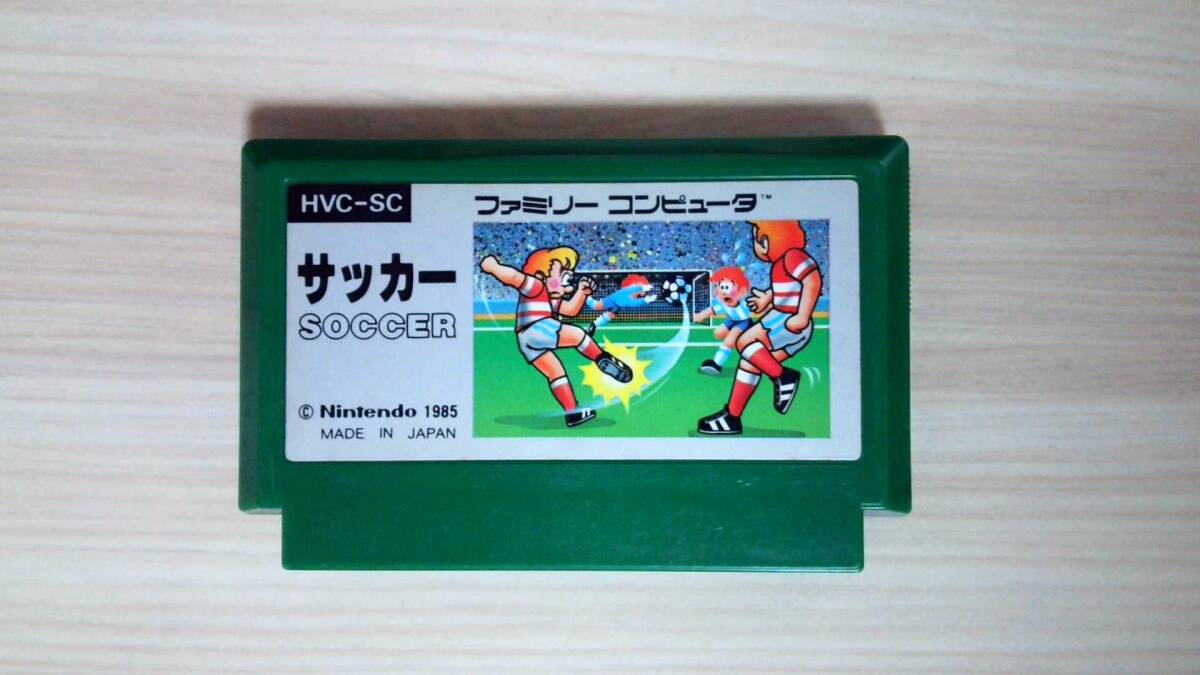 HVC-SC
ファミリー コンピュータ™
サッカー
SOCCER
© Nintendo 1985
MADE IN JAPAN